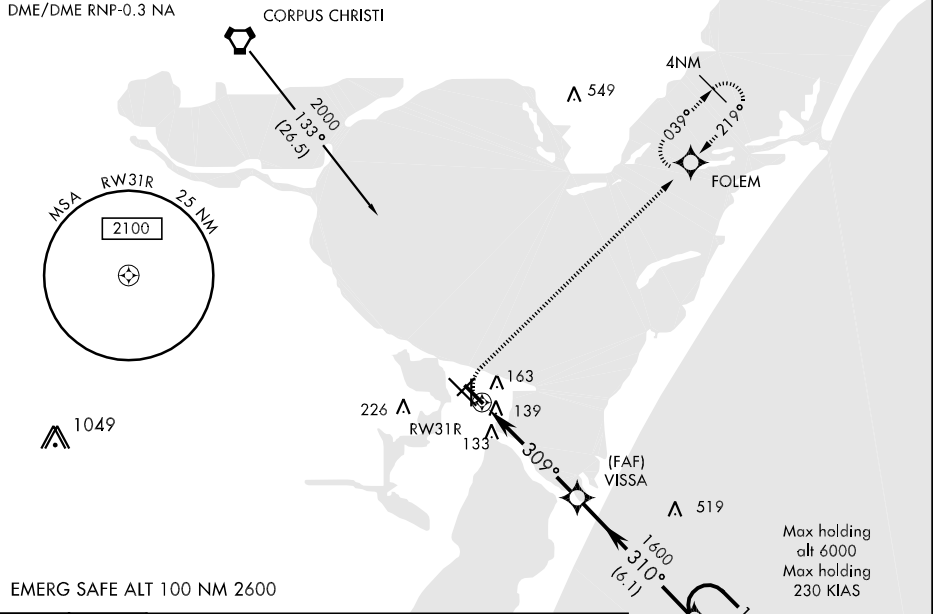 DME/DME RNP-0.3 NA
CORPUS CHRISTI
2000
133°
(26.5)
549
4NM
039°
219°
FOLEM
MSA RW31R 25 NM
2100
163
226
139
RW31R
133
1049
309°
(FAF)
VISSA
519
1600
310°
(6.1)
Max holding
alt 6000
Max holding
230 KIAS
EMERG SAFE ALT 100 NM 2600